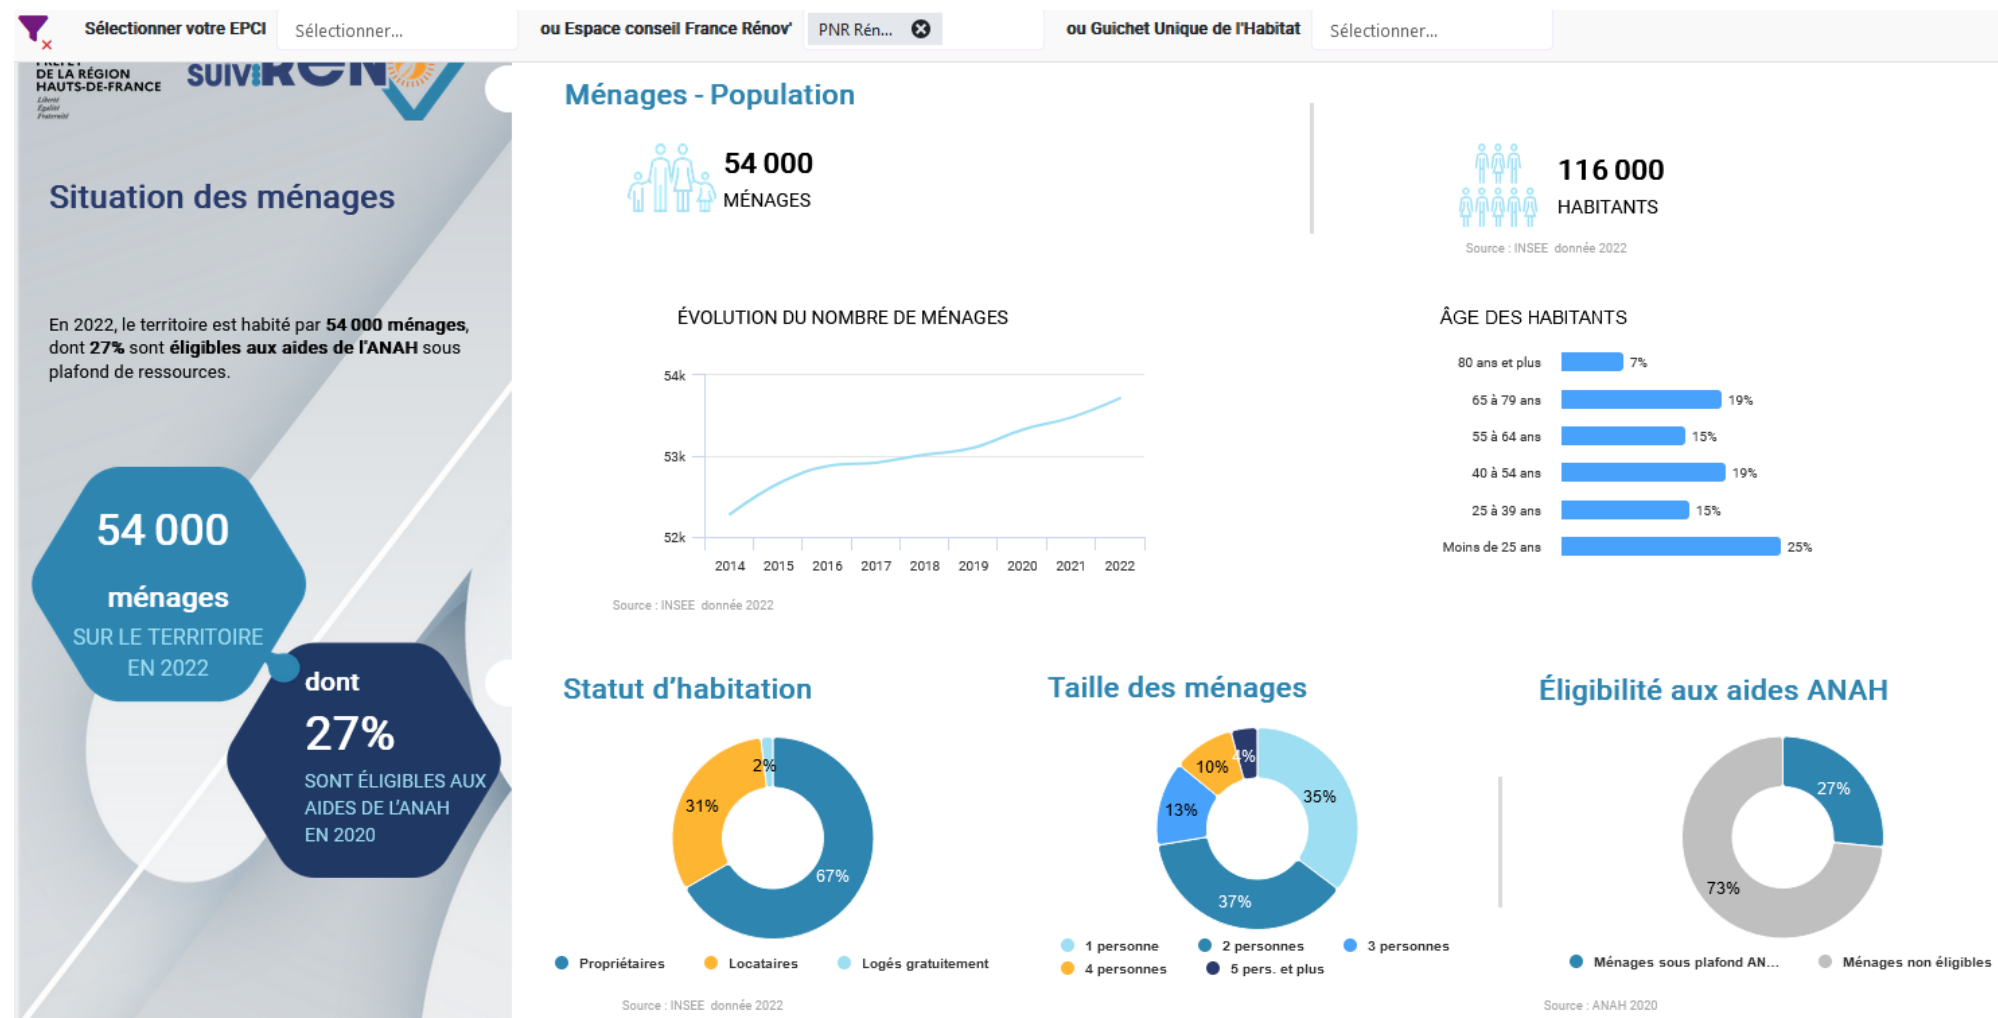 Sélectionner votre EPCI
Sélectionner...
ou Espace conseil France Rénov'
PNR Rén...
ou Guichet Unique de l'Habitat
Sélectionner...
DE LA RÉGION
HAUTS-DE-FRANCE
Liberté
Égalité
Fraternité
SUIVI RÉNO
Situation des ménages
En 2022, le territoire est habité par 54 000 ménages,
dont 27% sont éligibles aux aides de l'ANAH sous
plafond de ressources.
54 000
ménages
SUR LE TERRITOIRE
EN 2022
dont
27%
SONT ÉLIGIBLES AUX
AIDES DE L'ANAH
EN 2020
Ménages - Population
54 000
MÉNAGES
116 000
HABITANTS
Source : INSEE donnée 2022
ÉVOLUTION DU NOMBRE DE MÉNAGES
54k
53k
52k
2014 2015 2016 2017 2018 2019 2020 2021 2022
Source : INSEE donnée 2022
ÂGE DES HABITANTS
80 ans et plus 7%
65 à 79 ans 19%
55 à 64 ans 15%
40 à 54 ans 19%
25 à 39 ans 15%
Moins de 25 ans 25%
Statut d'habitation
2%
31%
67%
Propriétaires Locataires Logés gratuitement
Source : INSEE donnée 2022
Taille des ménages
4%
10%
35%
13%
37%
1 personne 2 personnes 3 personnes
4 personnes 5 pers. et plus
Éligibilité aux aides ANAH
27%
73%
Ménages sous plafond AN... Ménages non éligibles
Source : ANAH 2020